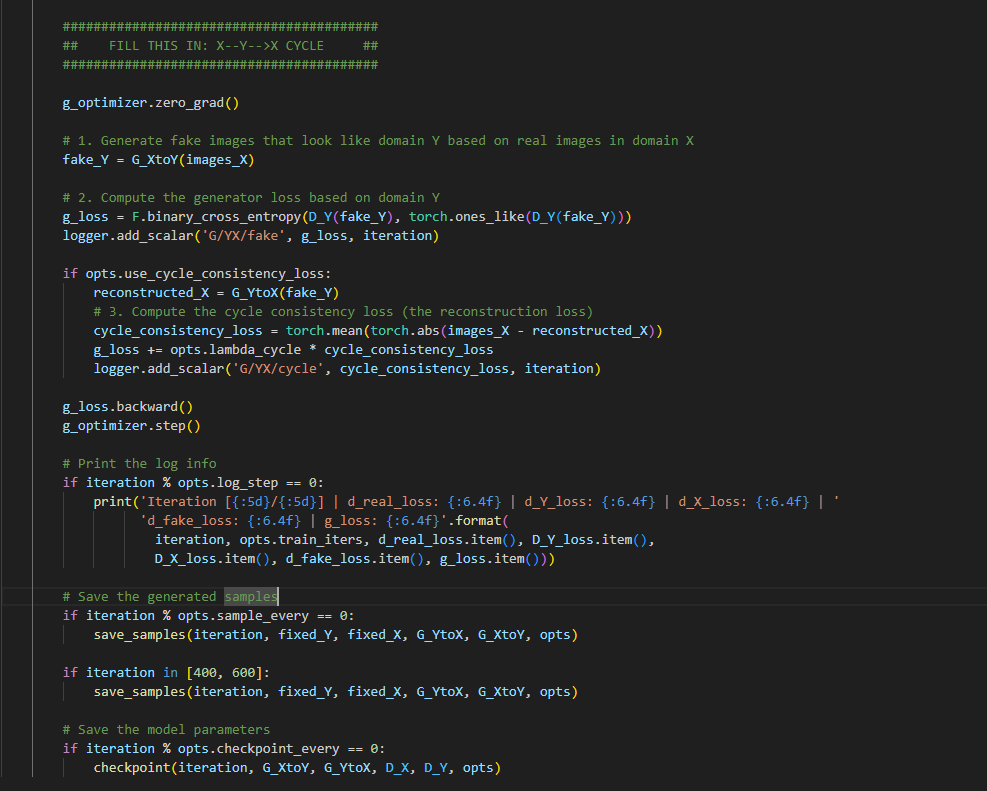 #########################################
##    FILL THIS IN: X--Y-->X CYCLE     ##
#########################################
g_optimizer.zero_grad()
# 1. Generate fake images that look like domain Y based on real images in domain X
fake_Y = G_XtoY(images_X)
# 2. Compute the generator loss based on domain Y
g_loss = F.binary_cross_entropy(D_Y(fake_Y), torch.ones_like(D_Y(fake_Y)))
logger.add_scalar('G/YX/fake', g_loss, iteration)
if opts.use_cycle_consistency_loss:
    reconstructed_X = G_YtoX(fake_Y)
    # 3. Compute the cycle consistency loss (the reconstruction loss)
    cycle_consistency_loss = torch.mean(torch.abs(images_X - reconstructed_X))
    g_loss += opts.lambda_cycle * cycle_consistency_loss
    logger.add_scalar('G/YX/cycle', cycle_consistency_loss, iteration)
g_loss.backward()
g_optimizer.step()
# Print the log info
if iteration % opts.log_step == 0:
    print('Iteration [{:5d}/{:5d}] | d_real_loss: {:6.4f} | d_Y_loss: {:6.4f} | d_X_loss: {:6.4f} | '
          'd_fake_loss: {:6.4f} | g_loss: {:6.4f}'.format(
            iteration, opts.train_iters, d_real_loss.item(), D_Y_loss.item(),
            D_X_loss.item(), d_fake_loss.item(), g_loss.item()))
# Save the generated samples
if iteration % opts.sample_every == 0:
    save_samples(iteration, fixed_Y, fixed_X, G_YtoX, G_XtoY, opts)
if iteration in [400, 600]:
    save_samples(iteration, fixed_Y, fixed_X, G_YtoX, G_XtoY, opts)
# Save the model parameters
if iteration % opts.checkpoint_every == 0:
    checkpoint(iteration, G_XtoY, G_YtoX, D_X, D_Y, opts)